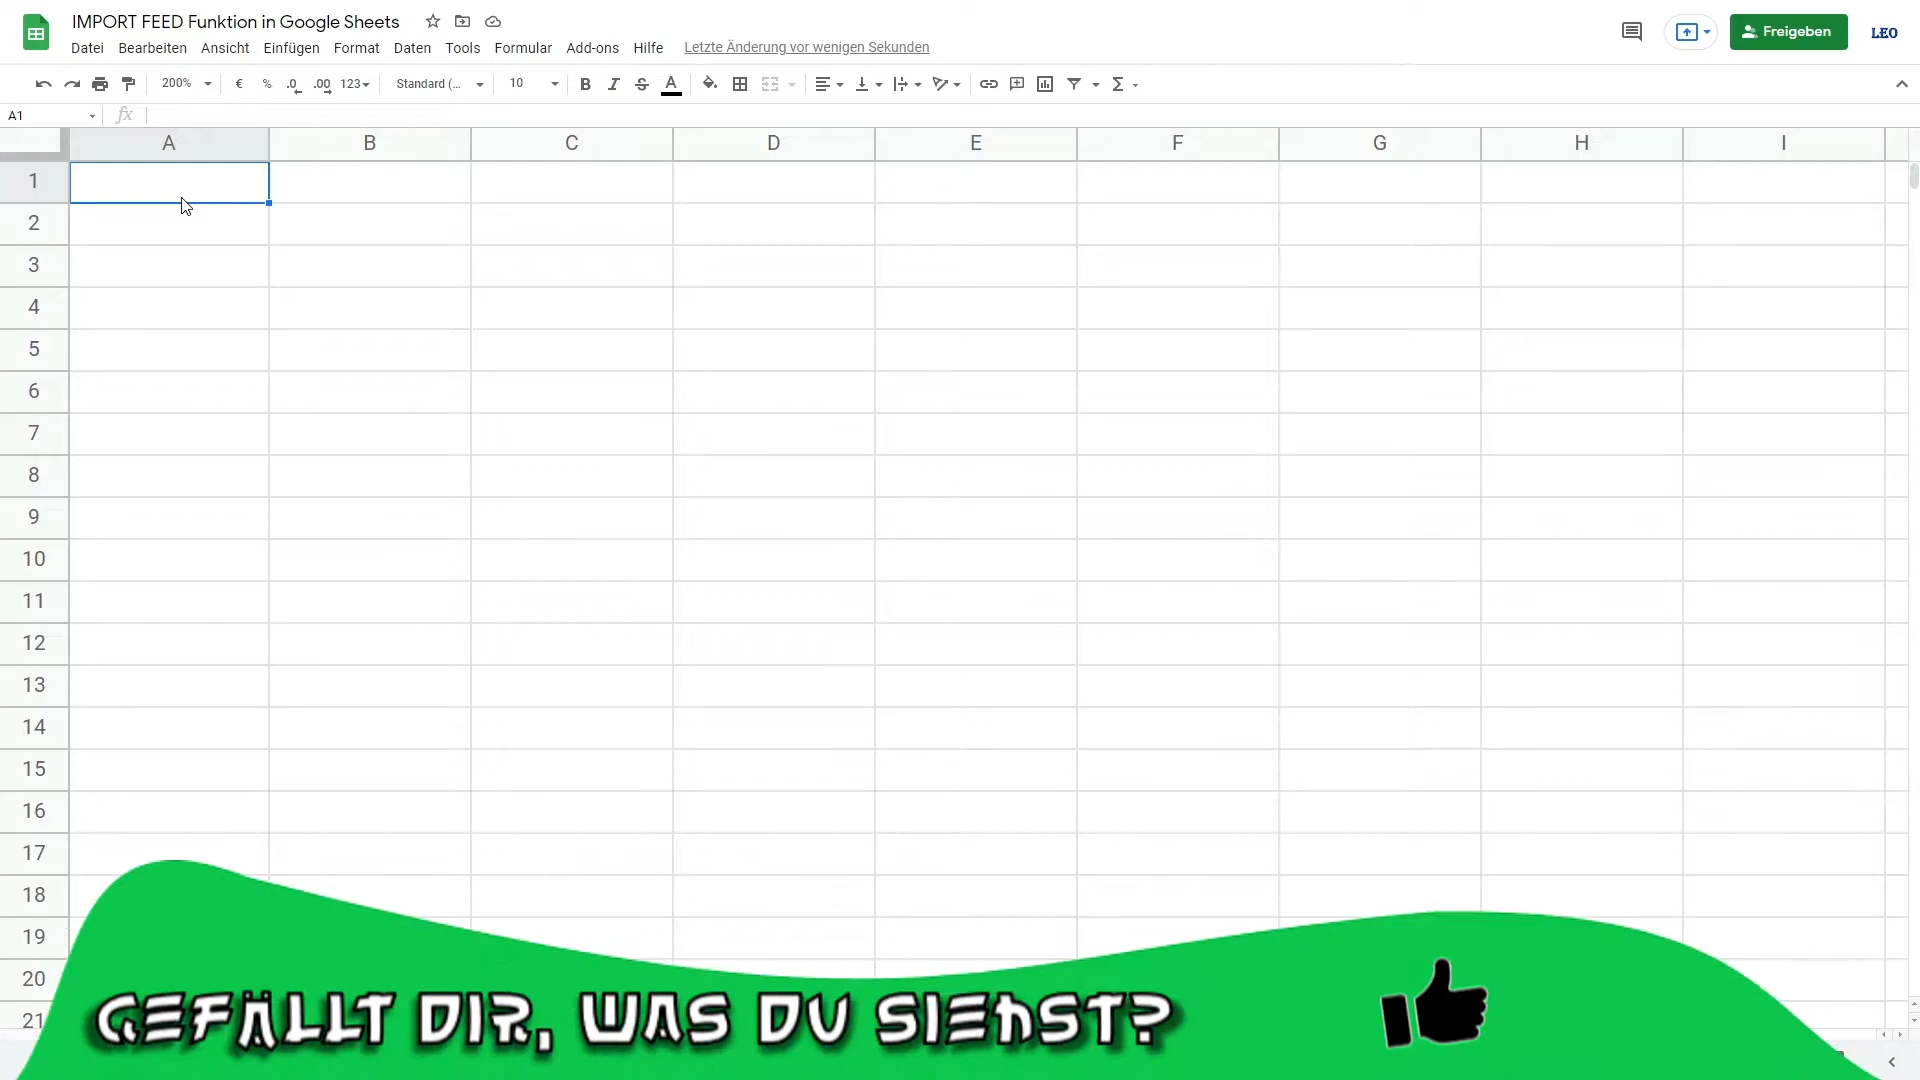 IMPORT FEED Funktion in Google Sheets
Datei Bearbeiten Ansicht Einfügen Format Daten Tools Formular Add-ons Hilfe Letzte Änderung vor wenigen Sekunden
Freigeben
LEO
200% € % .0 .00 123 Standard (... 10 B I S A Σ
A1 fx
A B C D E F G H I
1
2
3
4
5
6
7
8
9
10
11
12
13
14
15
16
17
18
19
20
21
GEFÄLLT DIR, WAS DU SIEHST?